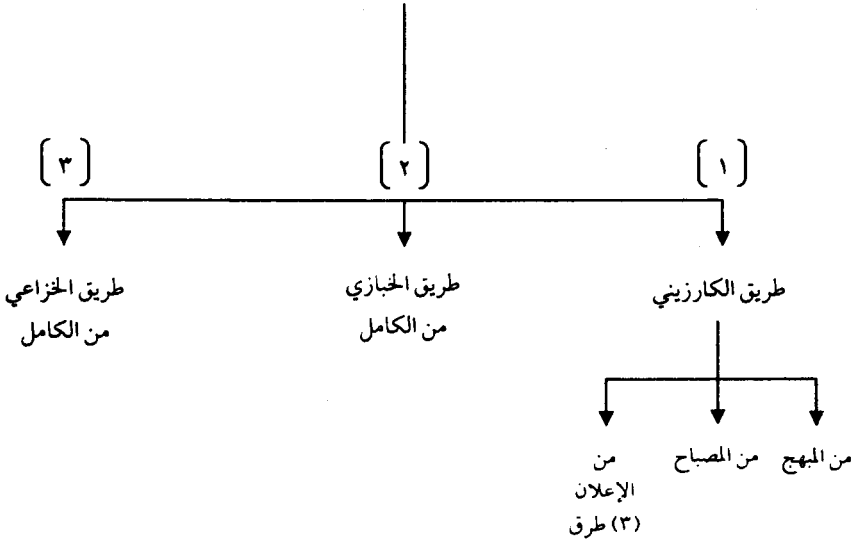 (١)
(٢)
(٣)
طريق الكارزيني
طريق الخبازي
من الكامل
طريق الخزاعي
من الكامل
من المبهج
من المصباح
من
الإعلان
(٣) طرق